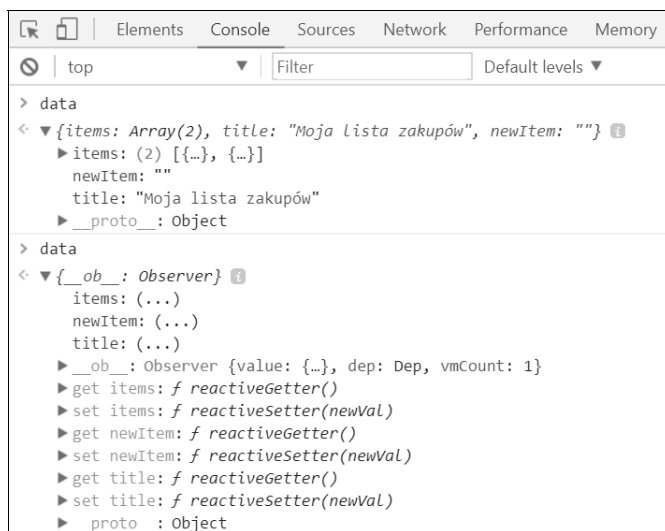 Elements Console Sources Network Performance Memory
top ▼ Filter Default levels ▼
> data
<· ▼ {items: Array(2), title: "Moja lista zakupów", newItem: ""} i
▶ items: (2) [{…}, {…}]
newItem: ""
title: "Moja lista zakupów"
▶ __proto__: Object
> data
<· ▼ {__ob__: Observer} i
items: (...)
newItem: (...)
title: (...)
▶ __ob__: Observer {value: {…}, dep: Dep, vmCount: 1}
▶ get items: ƒ reactiveGetter()
▶ set items: ƒ reactiveSetter(newVal)
▶ get newItem: ƒ reactiveGetter()
▶ set newItem: ƒ reactiveSetter(newVal)
▶ get title: ƒ reactiveGetter()
▶ set title: ƒ reactiveSetter(newVal)
▶ __proto__: Object